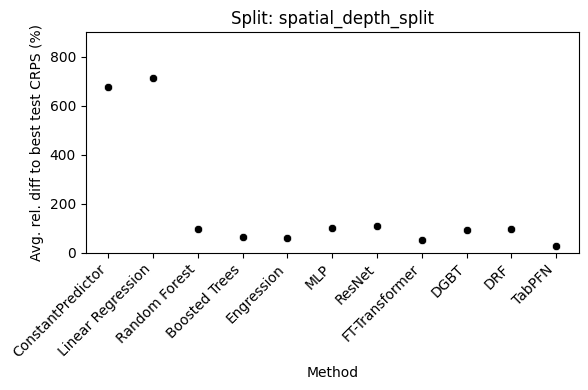 Split: spatial_depth_split
Avg. rel. diff to best test CRPS (%)
800
600
400
200
0
ConstantPredictor
Linear Regression
Random Forest
Boosted Trees
Engression
MLP
ResNet
FT-Transformer
DGBT
DRF
TabPFN
Method